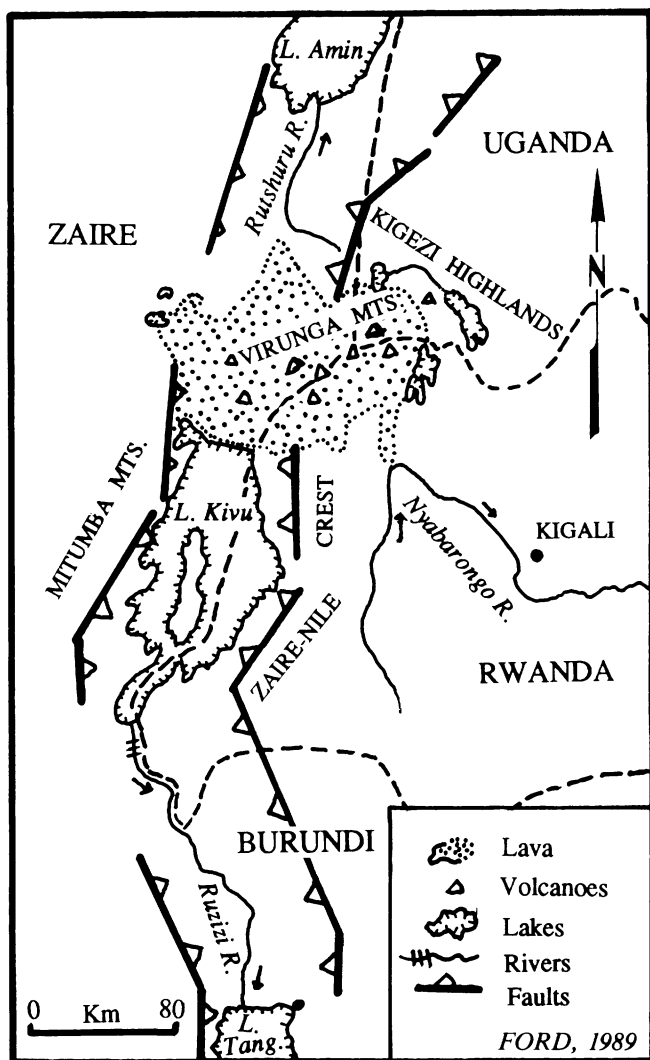 L. Amin
UGANDA
Rutshuru R.
ZAIRE
KIGEZI HIGHLANDS
N
VIRUNGA MTS.
MITUMBA MTS.
L. Kivu
CREST
Nyabarongo R.
KIGALI
ZAIRE-NILE
RWANDA
BURUNDI
Ruzizi R.
Lava
Volcanoes
Lakes
Rivers
Faults
0 Km 80
L.
Tang.
FORD, 1989